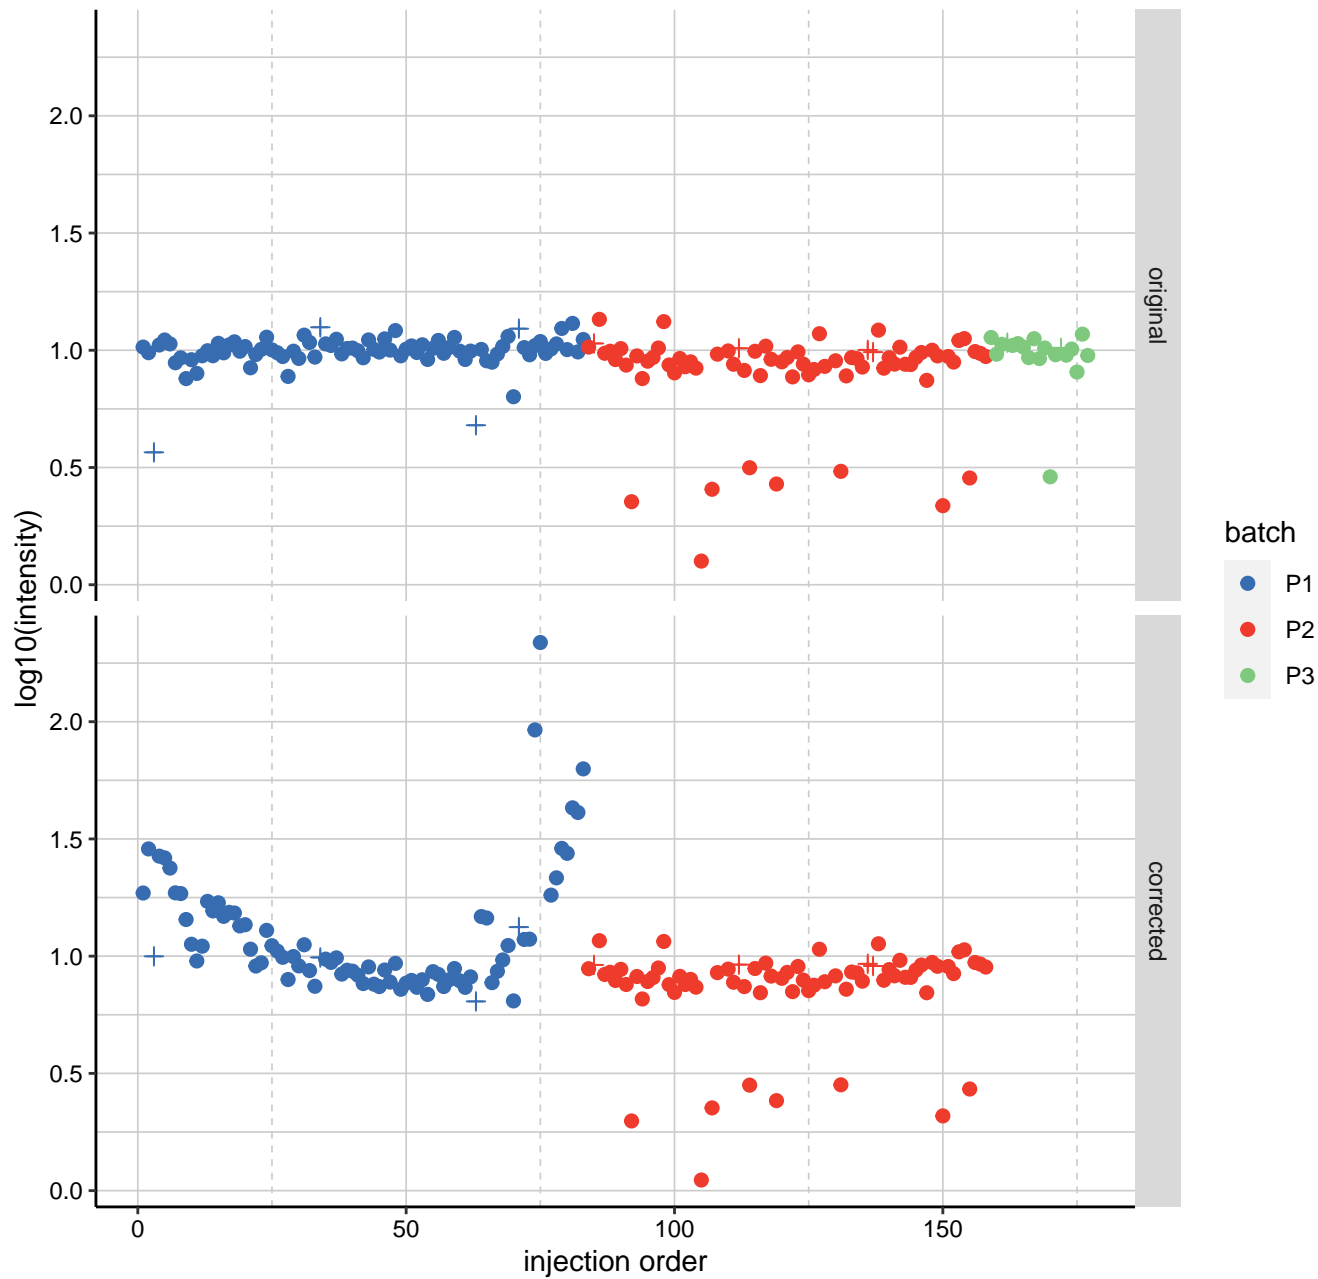 2.0
1.5
1.0
0.5
0.0
original
2.0
1.5
1.0
0.5
0.0
corrected
0 50 100 150
injection order
log10(intensity)
batch
P1
P2
P3